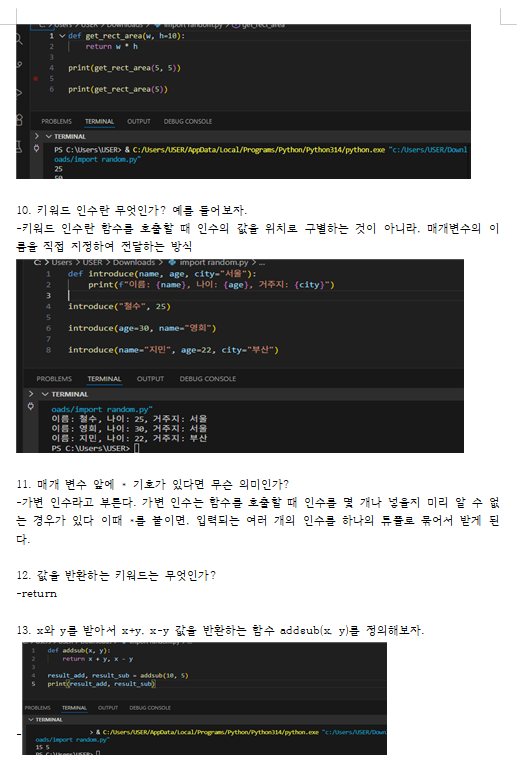 1 def get_rect_area(w, h=10):
2 return w * h
3
4 print(get_rect_area(5, 5))
5
6 print(get_rect_area(5))
PROBLEMS TERMINAL OUTPUT DEBUG CONSOLE
TERMINAL
PS C:\Users\USER> & C:/Users/USER/AppData/Local/Programs/Python/Python314/python.exe "c:/Users/USER/Downl
oads/import random.py"
25
50
10. 키워드 인수란 무엇인가? 예를 들어보자.
-키워드 인수란 함수를 호출할 때 인수의 값을 위치로 구별하는 것이 아니라. 매개변수의 이
름을 직접 지정하여 전달하는 방식
C: > Users > USER > Downloads > import random.py > ...
1 def introduce(name, age, city="서울"):
2 print(f"이름: {name}, 나이: {age}, 거주지: {city}")
3
4 introduce("철수", 25)
5
6 introduce(age=30, name="영희")
7
8 introduce(name="지민", age=22, city="부산")
PROBLEMS TERMINAL OUTPUT DEBUG CONSOLE
TERMINAL
oads/import random.py"
이름: 철수, 나이: 25, 거주지: 서울
이름: 영희, 나이: 30, 거주지: 서울
이름: 지민, 나이: 22, 거주지: 부산
PS C:\Users\USER>
11. 매개 변수 앞에 * 기호가 있다면 무슨 의미인가?
-가변 인수라고 부른다. 가변 인수는 함수를 호출할 때 인수를 몇 개나 넣을지 미리 알 수 없
는 경우가 있다 이때 *를 붙이면, 입력되는 여러 개의 인수를 하나의 튜플로 묶어서 받게 된
다.
12. 값을 반환하는 키워드는 무엇인가?
-return
13. x와 y를 받아서 x+y, x-y 값을 반환하는 함수 addsub(x, y)를 정의해보자.
1 def addsub(x, y):
2 return x + y, x - y
3
4 result_add, result_sub = addsub(10, 5)
5 print(result_add, result_sub)
PROBLEMS TERMINAL OUTPUT DEBUG CONSOLE
TERMINAL
- > & C:/Users/USER/AppData/Local/Programs/Python/Python314/python.exe "c:/Users/USER/Down
oads/import random.py"
15 5
PS C:\Users\USER>